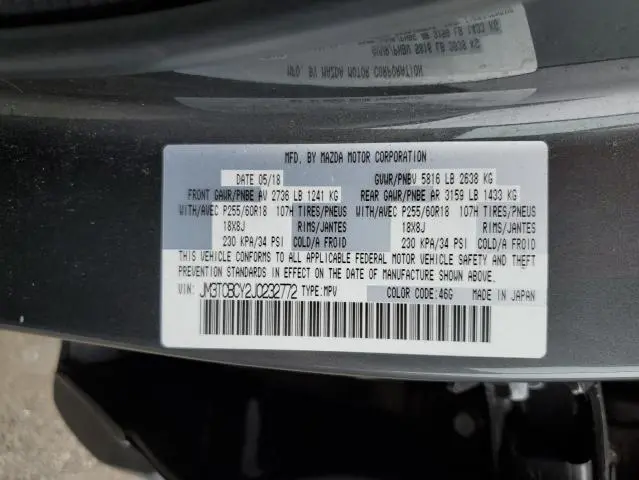 MFD. BY MAZDA MOTOR CORPORATION
DATE 05/18 GVWR/PNBV 5816 LB 2638 KG
FRONT GAWR/PNBE AV 2736 LB 1241 KG REAR GAWR/PNBE AR 3159 LB 1433 KG
WITH/AVEC P255/60R18 107H TIRES/PNEUS WITH/AVEC P255/60R18 107H TIRES/PNEUS
18X8J RIMS/JANTES 18X8J RIMS/JANTES
230 KPA/34 PSI COLD/A FROID 230 KPA/34 PSI COLD/A FROID
THIS VEHICLE CONFORMS TO ALL APPLICABLE FEDERAL MOTOR VEHICLE SAFETY AND THEFT
PREVENTION STANDARDS IN EFFECT ON THE DATE OF MANUFACTURE SHOWN ABOVE.
VIN: JM3TCBCY2J0232772 TYPE:MPV COLOR CODE:46G MADE IN JAPAN